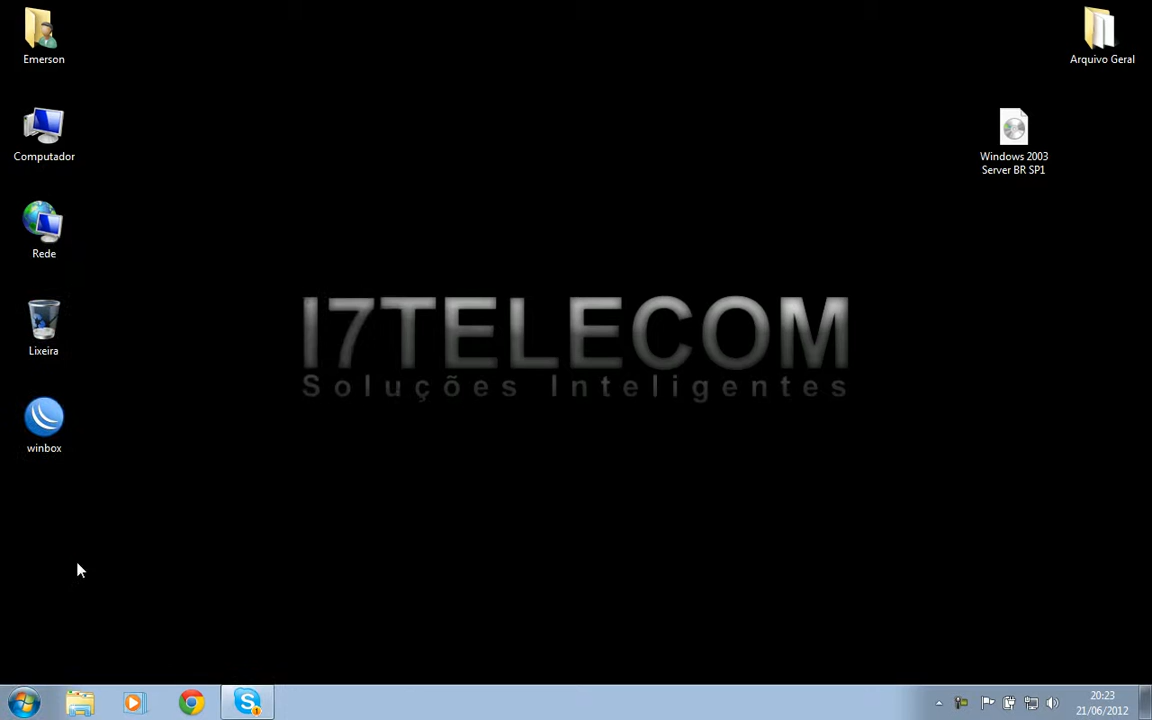 Emerson
Arquivo Geral
Computador
Windows 2003
Server BR SP1
Rede
I7TELECOM
Soluções Inteligentes
Lixeira
winbox
20:23
21/06/2012